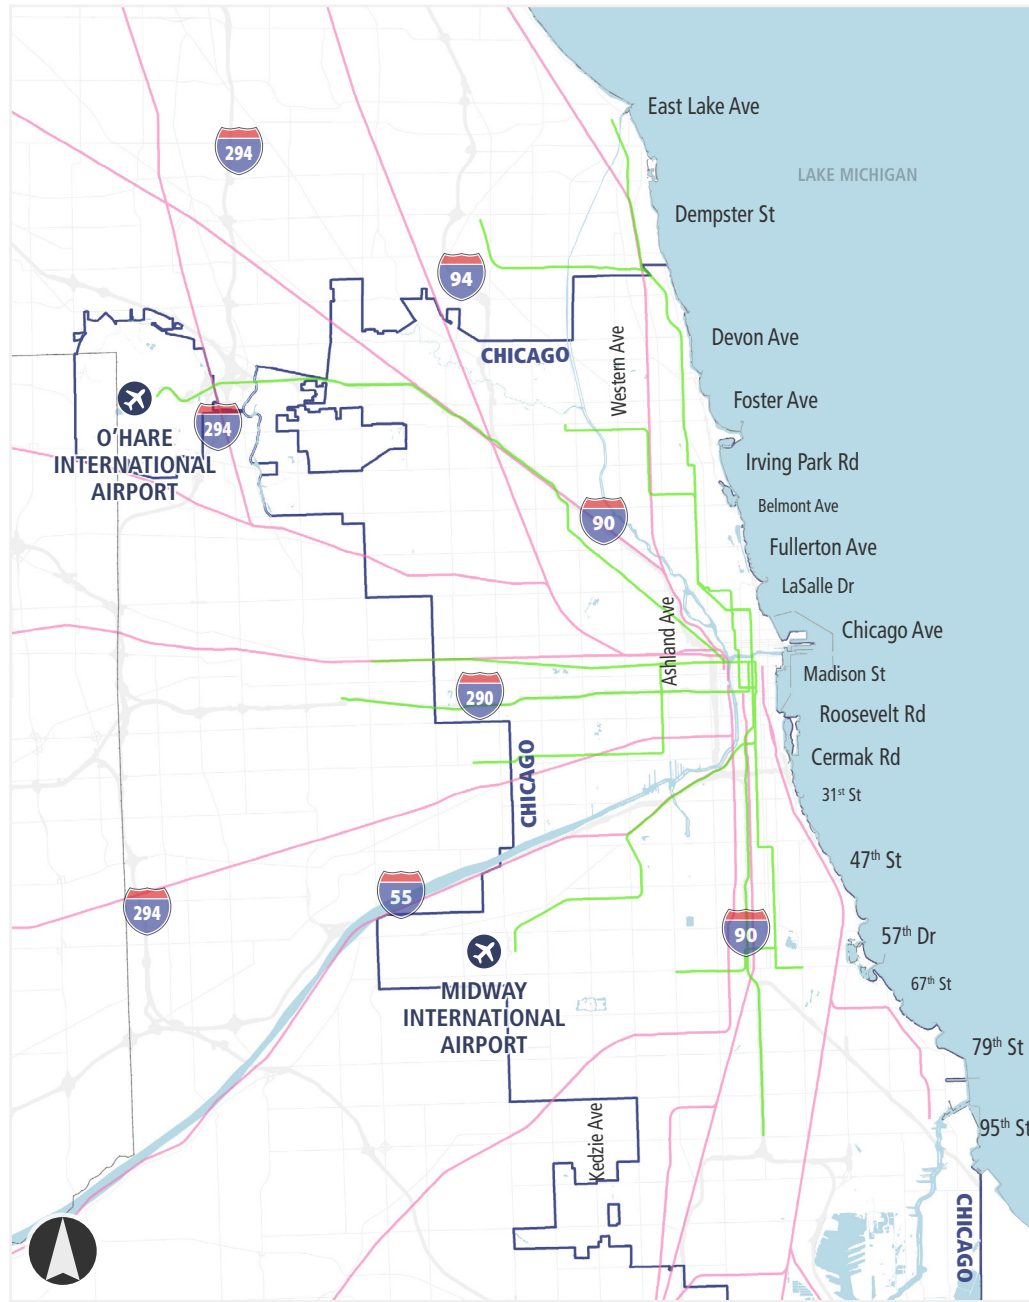 East Lake Ave
294
LAKE MICHIGAN
Dempster St
94
Devon Ave
CHICAGO
Western Ave
Foster Ave
294
O'HARE
INTERNATIONAL
AIRPORT
Irving Park Rd
Belmont Ave
90
Fullerton Ave
LaSalle Dr
Chicago Ave
Ashland Ave
Madison St
290
Roosevelt Rd
Cermak Rd
CHICAGO
31st St
47th St
55
294
90
57th Dr
67th St
MIDWAY
INTERNATIONAL
AIRPORT
79th St
95th St
Kedzie Ave
CHICAGO